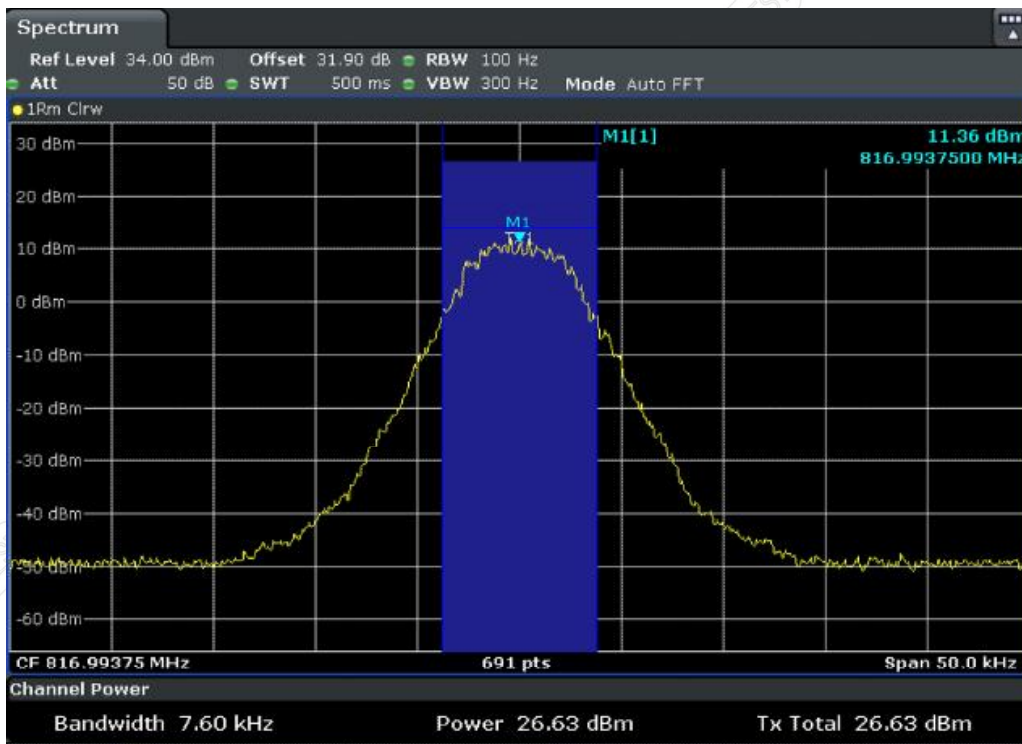 Spectrum
Ref Level 34.00 dBm Offset 31.90 dB RBW 100 Hz
Att 50 dB SWT 500 ms VBW 300 Hz Mode Auto FFT
1Rm Clrw
M1[1] 11.36 dBm
816.9937500 MHz
30 dBm
20 dBm
M1
10 dBm
0 dBm
-10 dBm
-20 dBm
-30 dBm
-40 dBm
-50 dBm
-60 dBm
CF 816.99375 MHz 691 pts Span 50.0 kHz
Channel Power
Bandwidth 7.60 kHz Power 26.63 dBm Tx Total 26.63 dBm